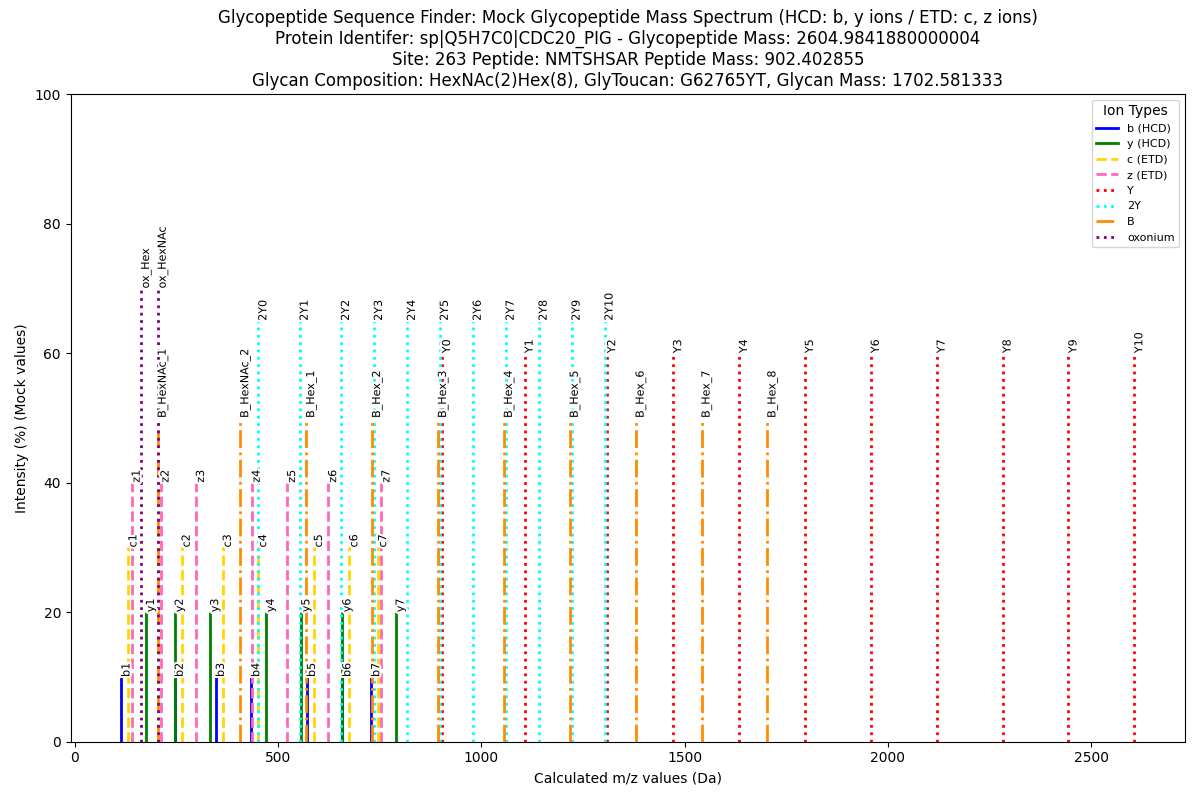 Glycopeptide Sequence Finder: Mock Glycopeptide Mass Spectrum (HCD: b, y ions / ETD: c, z ions)
Protein Identifer: sp|Q5H7C0|CDC20_PIG - Glycopeptide Mass: 2604.9841880000004
Site: 263 Peptide: NMTSHSAR Peptide Mass: 902.402855
Glycan Composition: HexNAc(2)Hex(8), GlyToucan: G62765YT, Glycan Mass: 1702.581333
Ion Types
b (HCD)
y (HCD)
c (ETD)
z (ETD)
Y
2Y
B
oxonium
Intensity (%) (Mock values)
100
80
60
40
20
0
ox_Hex
ox_HexNAc
2Y0
2Y1
2Y2
2Y3
2Y4
2Y5
2Y6
2Y7
2Y8
2Y9
2Y10
Y0
Y1
Y2
Y3
Y4
Y5
Y6
Y7
Y8
Y9
Y10
B_HexNAc_1
B_HexNAc_2
B_Hex_1
B_Hex_2
B_Hex_3
B_Hex_4
B_Hex_5
B_Hex_6
B_Hex_7
B_Hex_8
z1
z2
z3
z4
z5
z6
z7
c1
c2
c3
c4
c5
c6
c7
y1
y2
y3
y4
y5
y6
y7
b1
b2
b3
b4
b5
b6
b7
0
500
1000
1500
2000
2500
Calculated m/z values (Da)